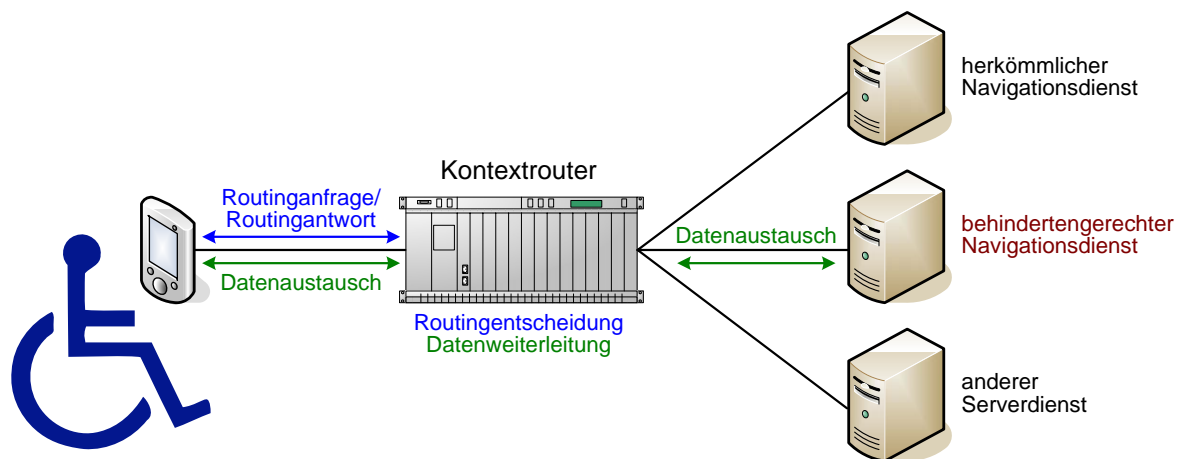 herkömmlicher
Navigationsdienst
Kontextrouter
Routinganfrage/
Routingantwort
Datenaustausch
Datenaustausch
behindertengerechter
Navigationsdienst
Routingentscheidung
Datenweiterleitung
anderer
Serverdienst